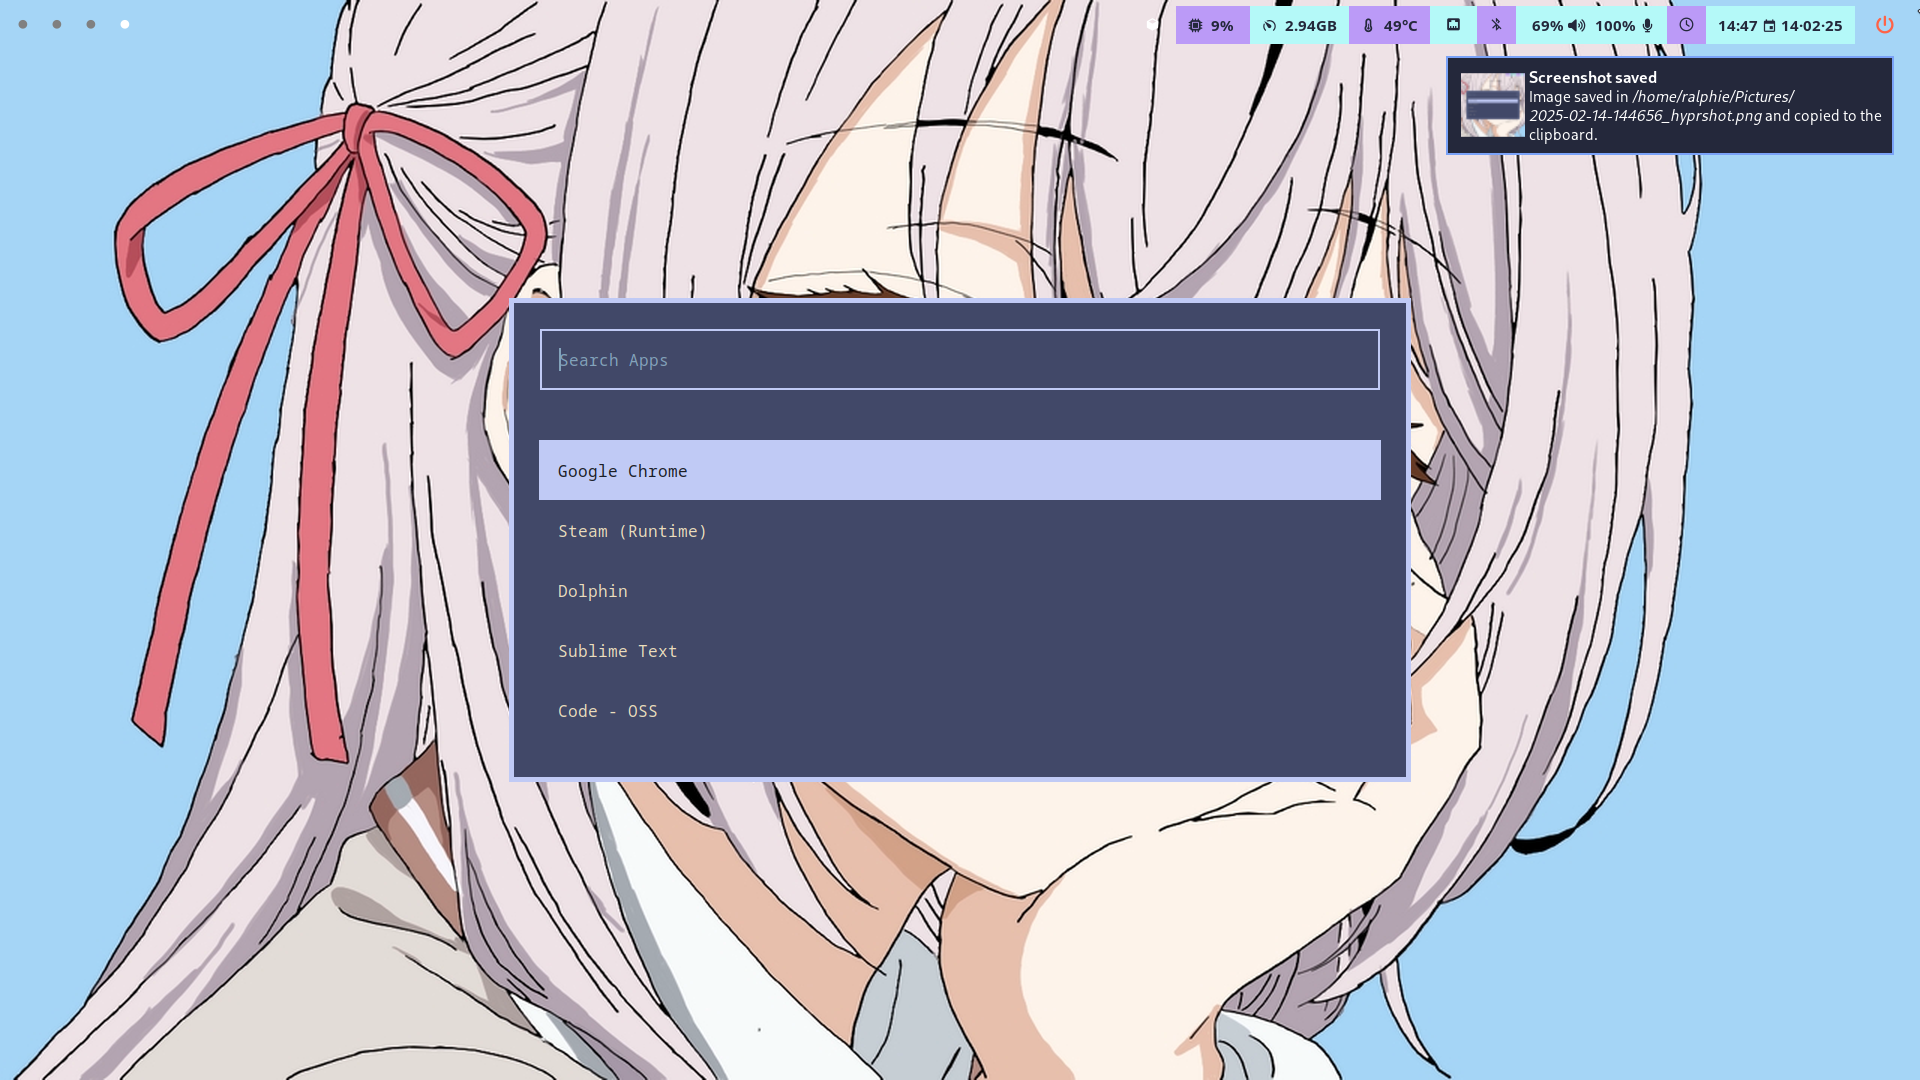 9% 2.94GB 49°C 69% 100% 14:47 14·02·25
Screenshot saved
Image saved in /home/ralphie/Pictures/
2025-02-14-144656_hyprshot.png and copied to the
clipboard.
Search Apps
Google Chrome
Steam (Runtime)
Dolphin
Sublime Text
Code - OSS